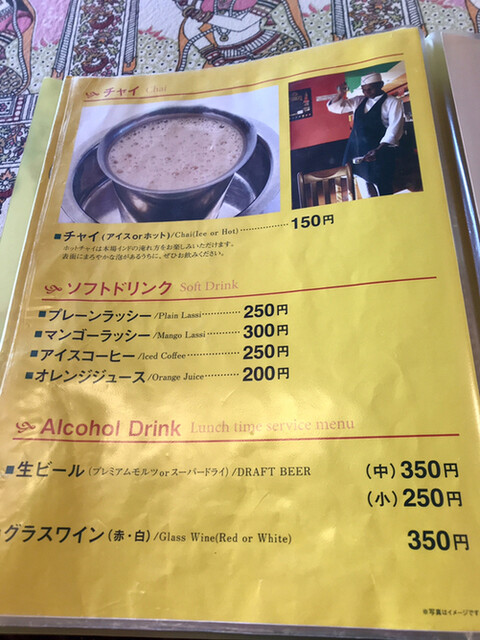 チャイ Chai
■チャイ(アイスorホット)/Chai(Ice or Hot)………………150円
ホットチャイは本場インドの淹れ方をお楽しみいただけます。
表面にまろやかな泡があるうちに、ぜひお飲みください。
ソフトドリンク Soft Drink
■プレーンラッシー/Plain Lassi…………250円
■マンゴーラッシー/Mango Lassi…………300円
■アイスコーヒー/Iced Coffee………………250円
■オレンジジュース/Orange Juice…………200円
Alcohol Drink Lunch time service menu
■生ビール(プレミアムモルツorスーパードライ)/DRAFT BEER (中)350円
(小)250円
グラスワイン(赤・白)/Glass Wine(Red or White) 350円
※写真はイメージです